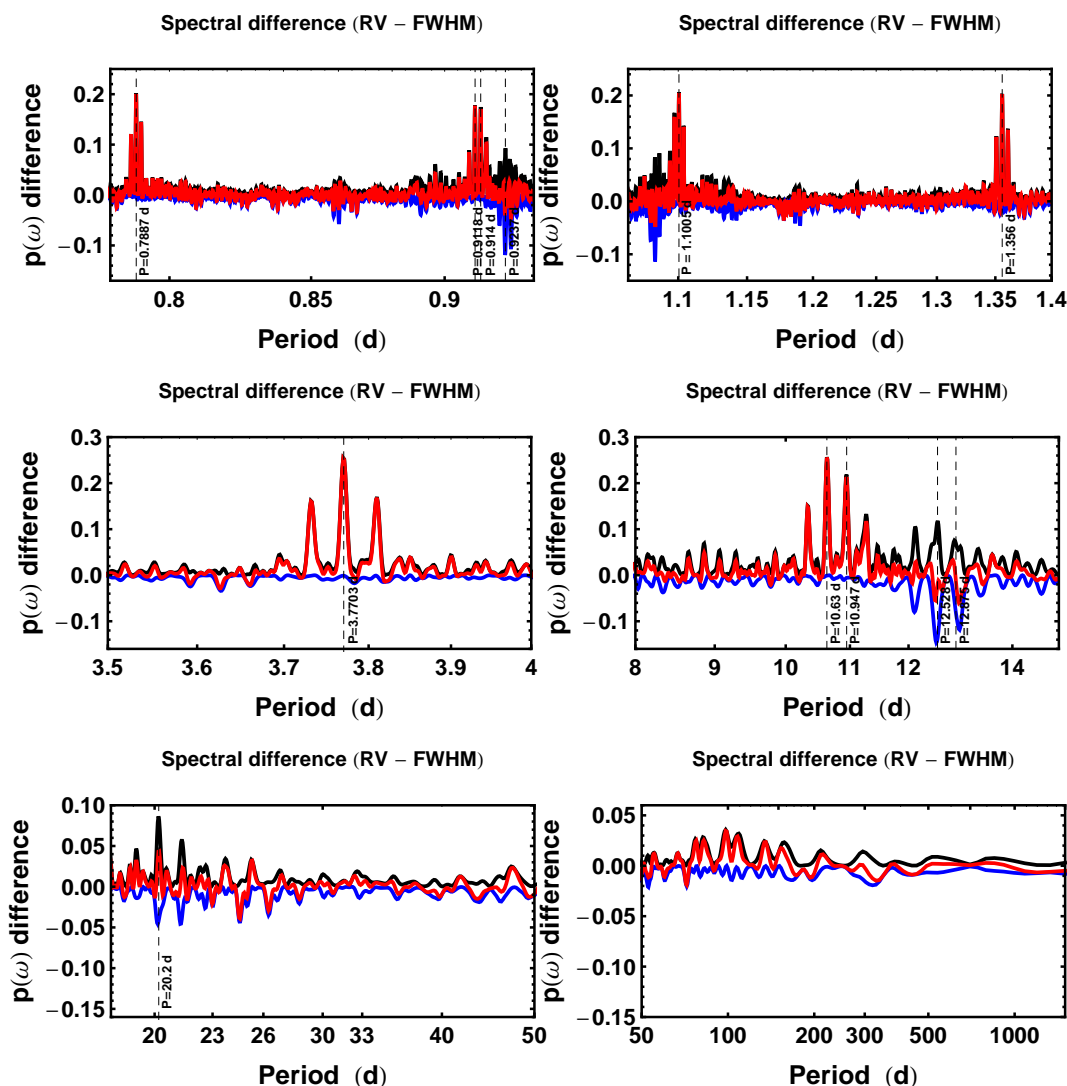 Spectral difference (RV − FWHM)
p(ω) difference
0.2
0.1
0.0
−0.1
P=0.7887 d
P=0.9118 d
P=0.914 d
P=0.9237 d
0.8
0.85
0.9
Period (d)
Spectral difference (RV − FWHM)
p(ω) difference
0.2
0.1
0.0
−0.1
P = 1.1005 d
P=1.356 d
1.1
1.15
1.2
1.25
1.3
1.35
1.4
Period (d)
Spectral difference (RV − FWHM)
p(ω) difference
0.3
0.2
0.1
0.0
−0.1
P=3.7703 d
3.5
3.6
3.7
3.8
3.9
4
Period (d)
Spectral difference (RV − FWHM)
p(ω) difference
0.3
0.2
0.1
0.0
−0.1
P=10.63 d
P=10.947 d
P=12.528 d
P=12.875 d
8
9
10
11
12
14
Period (d)
Spectral difference (RV − FWHM)
p(ω) difference
0.10
0.05
0.00
−0.05
−0.10
−0.15
P=20.2 d
20
23
26
30
33
40
50
Period (d)
Spectral difference (RV − FWHM)
p(ω) difference
0.05
0.00
−0.05
−0.10
−0.15
50
100
200
300
500
1000
Period (d)